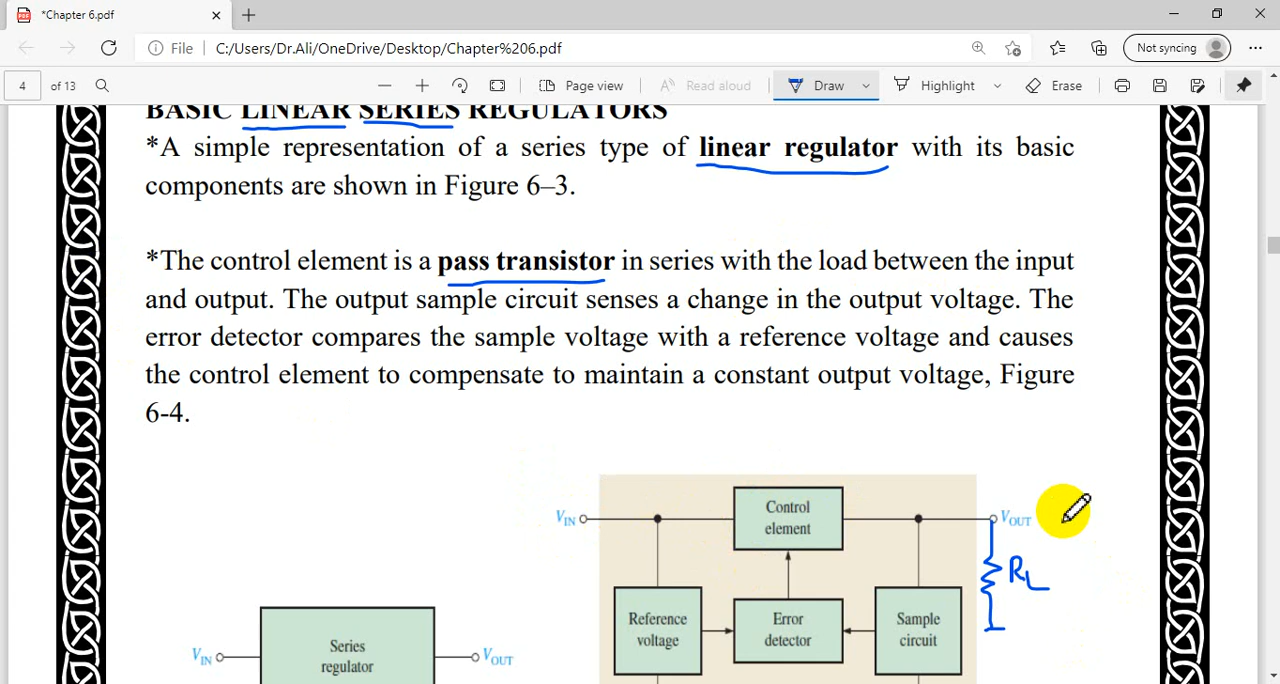 *Chapter 6.pdf
File | C:/Users/Dr.Ali/OneDrive/Desktop/Chapter%206.pdf
Not syncing
4 of 13 Page view Read aloud Draw Highlight Erase
BASIC LINEAR SERIES REGULATORS
*A simple representation of a series type of linear regulator with its basic
components are shown in Figure 6–3.
*The control element is a pass transistor in series with the load between the input
and output. The output sample circuit senses a change in the output voltage. The
error detector compares the sample voltage with a reference voltage and causes
the control element to compensate to maintain a constant output voltage, Figure
6-4.
VIN
Control
element
VOUT
RL
Reference
voltage
Error
detector
Sample
circuit
VIN
Series
regulator
VOUT